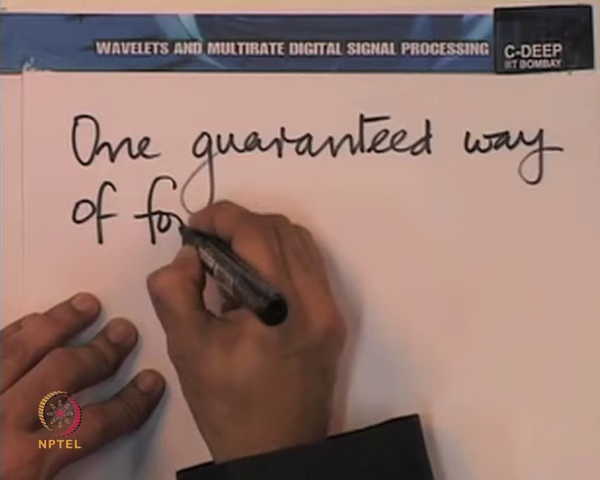 WAVELETS AND MULTIRATE DIGITAL SIGNAL PROCESSING
C-DEEP
IIT BOMBAY
One guaranteed way
of fo
NPTEL